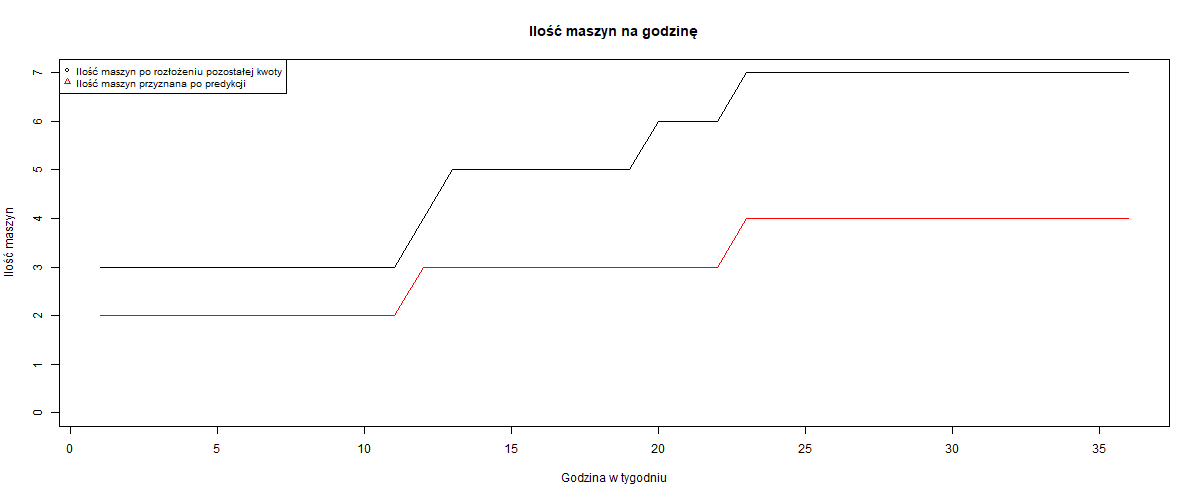 Ilość maszyn na godzinę
Ilość maszyn po rozłożeniu pozostałej kwoty
Ilość maszyn przyznana po predykcji
7
6
5
4
3
2
1
0
Ilość maszyn
0 5 10 15 20 25 30 35
Godzina w tygodniu